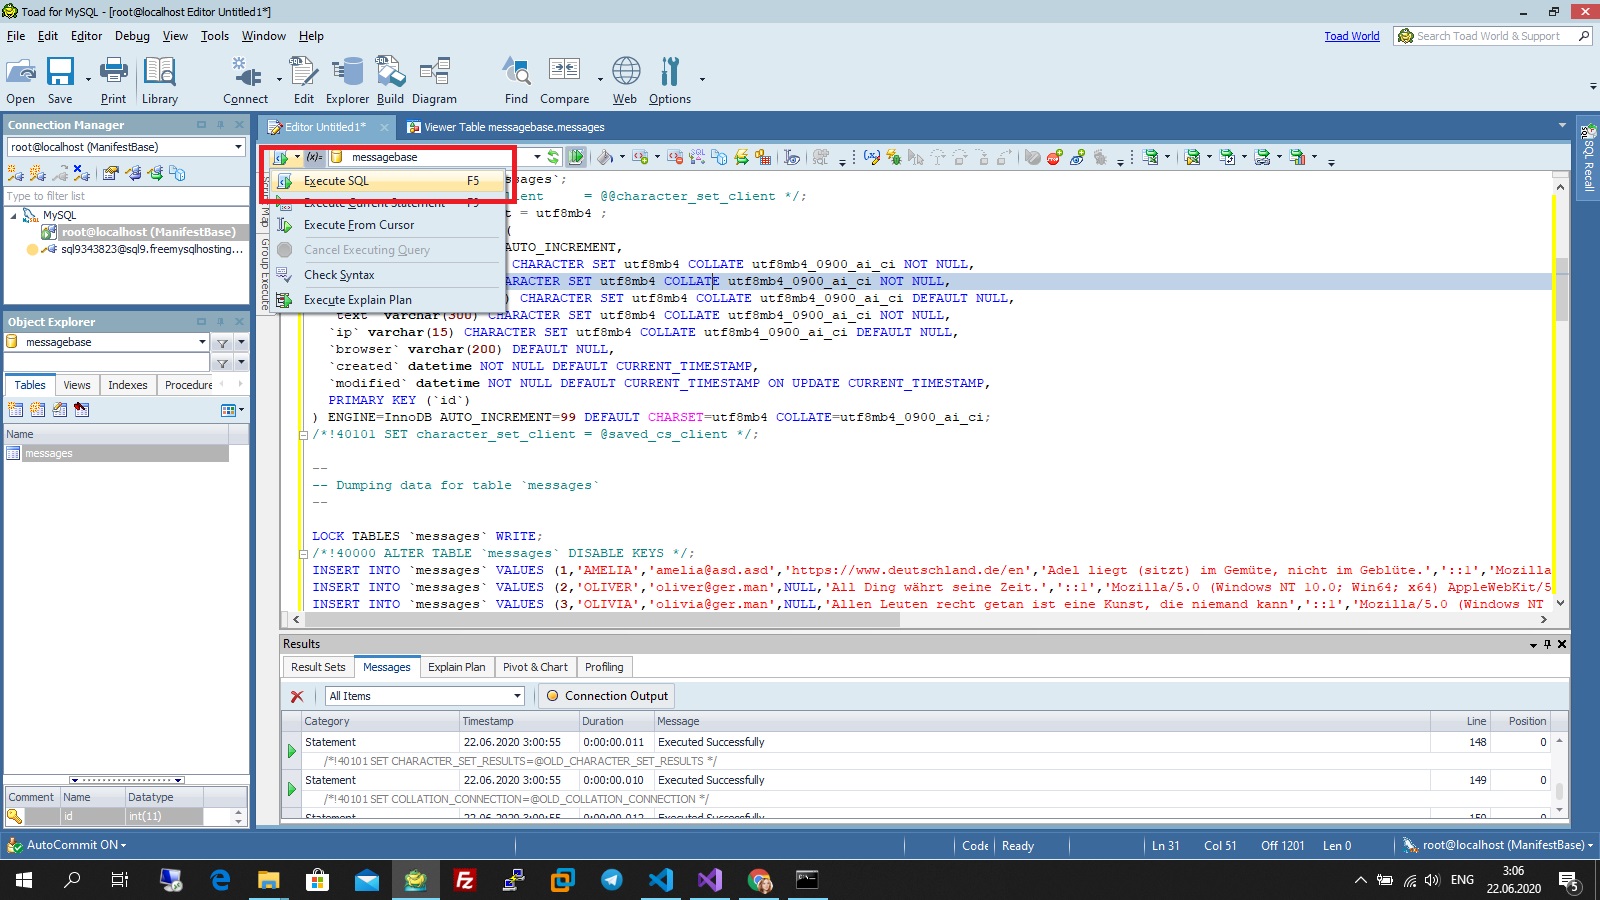 Toad for MySQL - [root@localhost Editor Untitled1*]
File Edit Editor Debug View Tools Window Help
Toad World
Search Toad World & Support
Open Save Print Library Connect Edit Explorer Build Diagram Find Compare Web Options
Connection Manager
root@localhost (ManifestBase)
Type to filter list
MySQL
root@localhost (ManifestBase)
sql9343823@sql9.freemysqlhosting...
Object Explorer
messagebase
Tables Views Indexes Procedure
Name
messages
Comment Name Datatype
id int(11)
Editor Untitled1*
Viewer Table messagebase.messages
SQL Recall
(x)= messagebase
Execute SQL F5
Execute Current Statement F9
Execute From Cursor
Cancel Executing Query
Check Syntax
Execute Explain Plan
Group Execute
sages`;
ient = @@character_set_client */;
t = utf8mb4 ;
(
AUTO_INCREMENT,
CHARACTER SET utf8mb4 COLLATE utf8mb4_0900_ai_ci NOT NULL,
ARACTER SET utf8mb4 COLLATE utf8mb4_0900_ai_ci NOT NULL,
) CHARACTER SET utf8mb4 COLLATE utf8mb4_0900_ai_ci DEFAULT NULL,
`text` varchar(300) CHARACTER SET utf8mb4 COLLATE utf8mb4_0900_ai_ci NOT NULL,
`ip` varchar(15) CHARACTER SET utf8mb4 COLLATE utf8mb4_0900_ai_ci DEFAULT NULL,
`browser` varchar(200) DEFAULT NULL,
`created` datetime NOT NULL DEFAULT CURRENT_TIMESTAMP,
`modified` datetime NOT NULL DEFAULT CURRENT_TIMESTAMP ON UPDATE CURRENT_TIMESTAMP,
PRIMARY KEY (`id`)
) ENGINE=InnoDB AUTO_INCREMENT=99 DEFAULT CHARSET=utf8mb4 COLLATE=utf8mb4_0900_ai_ci;
/*!40101 SET character_set_client = @saved_cs_client */;
--
-- Dumping data for table `messages`
--
LOCK TABLES `messages` WRITE;
/*!40000 ALTER TABLE `messages` DISABLE KEYS */;
INSERT INTO `messages` VALUES (1,'AMELIA','amelia@asd.asd','https://www.deutschland.de/en','Adel liegt (sitzt) im Gemüte, nicht im Geblüte.','::1','Mozilla
INSERT INTO `messages` VALUES (2,'OLIVER','oliver@ger.man',NULL,'All Ding währt seine Zeit.','::1','Mozilla/5.0 (Windows NT 10.0; Win64; x64) AppleWebKit/5
INSERT INTO `messages` VALUES (3,'OLIVIA','olivia@ger.man',NULL,'Allen Leuten recht getan ist eine Kunst, die niemand kann','::1','Mozilla/5.0 (Windows NT
Results
Result Sets Messages Explain Plan Pivot & Chart Profiling
All Items
Connection Output
Category Timestamp Duration Message Line Position
Statement 22.06.2020 3:00:55 0:00:00.011 Executed Successfully 148 0
/*!40101 SET CHARACTER_SET_RESULTS=@OLD_CHARACTER_SET_RESULTS */
Statement 22.06.2020 3:00:55 0:00:00.010 Executed Successfully 149 0
/*!40101 SET COLLATION_CONNECTION=@OLD_COLLATION_CONNECTION */
Statement 22.06.2020 3:00:55 0:00:00.012 Executed Successfully 150 0
AutoCommit ON
Code Ready Ln 31 Col 51 Off 1201 Len 0 root@localhost (ManifestBase)
ENG
3:06
22.06.2020
5